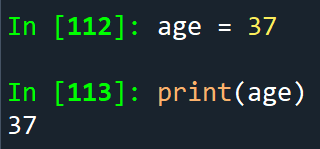 In [112]: age = 37
In [113]: print(age)
37